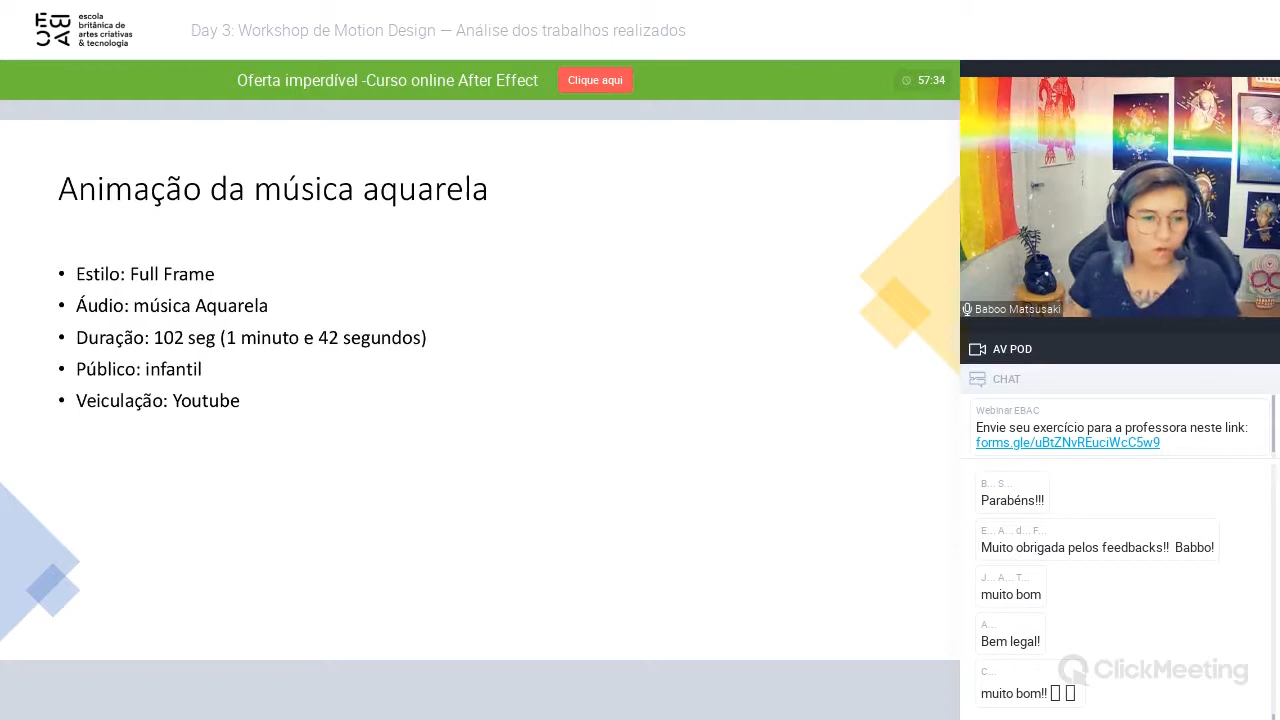 EBAC
escola
britânica de
artes criativas
& tecnologia
Day 3: Workshop de Motion Design — Análise dos trabalhos realizados
Oferta imperdível -Curso online After Effect
Clique aqui
57:34
Animação da música aquarela
• Estilo: Full Frame
• Áudio: música Aquarela
• Duração: 102 seg (1 minuto e 42 segundos)
• Público: infantil
• Veiculação: Youtube
Baboo Matsusaki
AV POD
CHAT
Webinar EBAC
Envie seu exercício para a professora neste link:
forms.gle/uBtZNvREuciWcC5w9
B... S...
Parabéns!!!
E... A... d... F...
Muito obrigada pelos feedbacks!! Babbo!
J... A... T...
muito bom
A...
Bem legal!
C...
muito bom!!
ClickMeeting